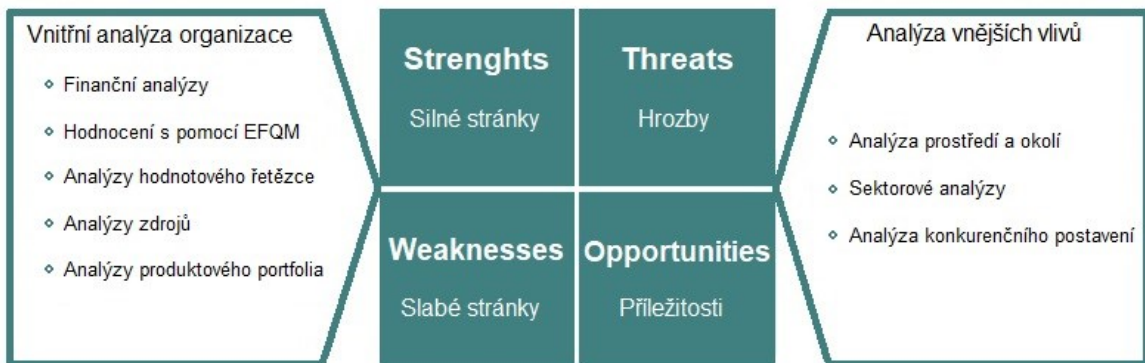 Vnitřní analýza organizace
Finanční analýzy
Hodnocení s pomocí EFQM
Analýzy hodnotového řetězce
Analýzy zdrojů
Analýzy produktového portfolia
Strenghts
Silné stránky
Threats
Hrozby
Weaknesses
Slabé stránky
Opportunities
Příležitosti
Analýza vnějších vlivů
Analýza prostředí a okolí
Sektorové analýzy
Analýza konkurenčního postavení